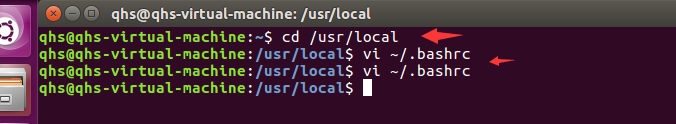 qhs@qhs-virtual-machine: /usr/local
qhs@qhs-virtual-machine:~$ cd /usr/local
qhs@qhs-virtual-machine:/usr/local$ vi ~/.bashrc
qhs@qhs-virtual-machine:/usr/local$ vi ~/.bashrc
qhs@qhs-virtual-machine:/usr/local$